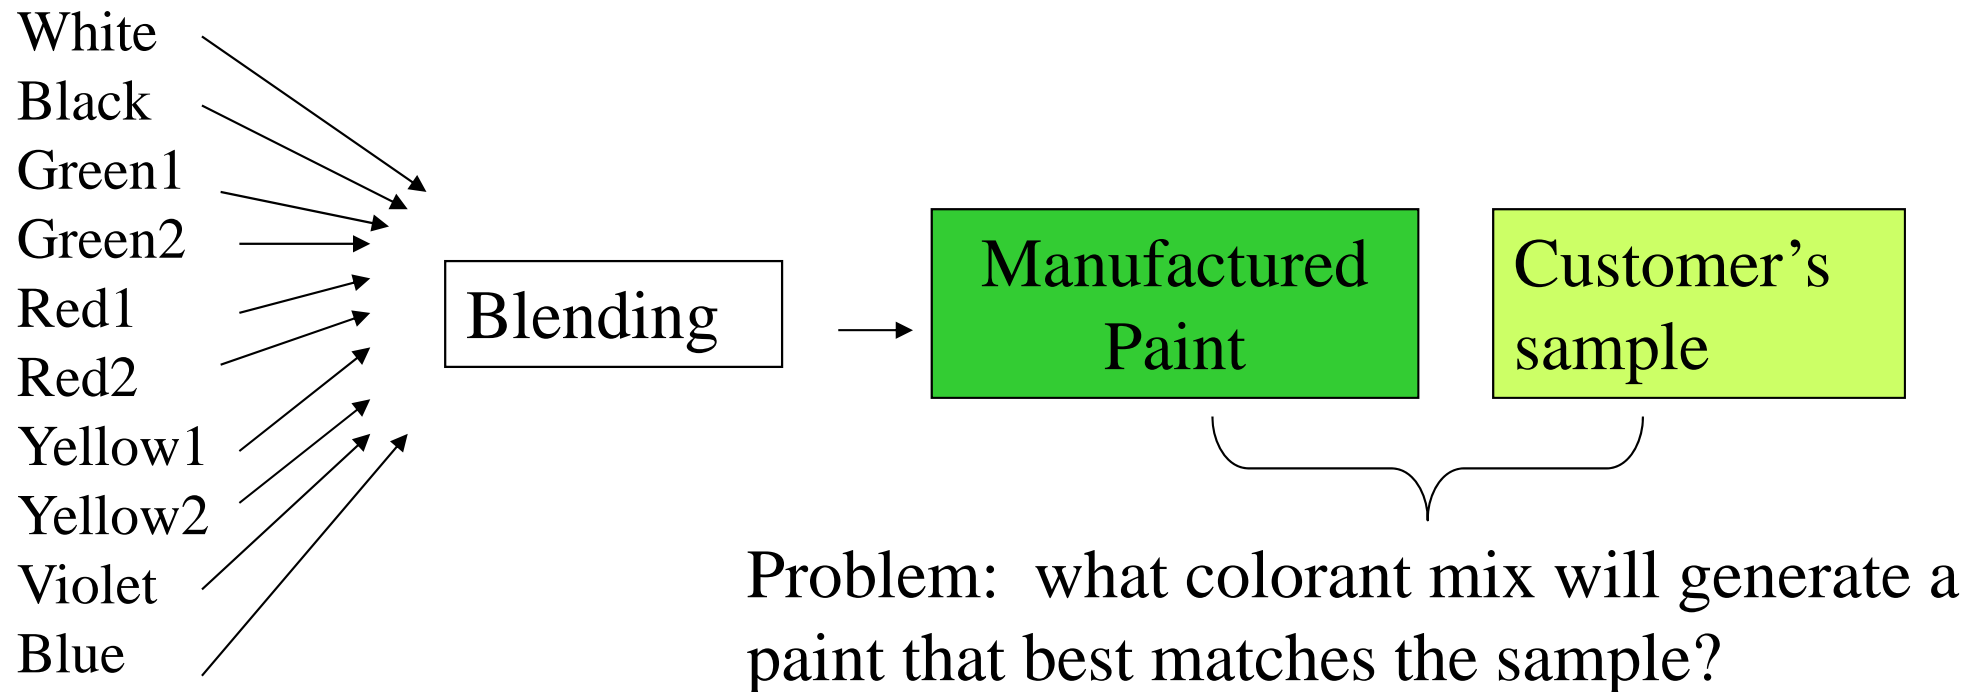 White
Black
Green1
Green2
Red1
Red2
Yellow1
Yellow2
Violet
Blue
Blending
Manufactured
Paint
Customer’s
sample
Problem:  what colorant mix will generate a
paint that best matches the sample?